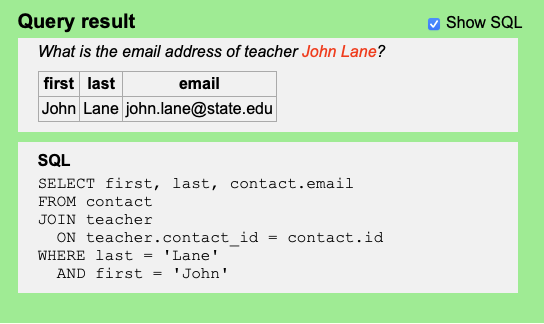 Query result
Show SQL
What is the email address of teacher John Lane?
first last email
John Lane john.lane@state.edu
SQL
SELECT first, last, contact.email
FROM contact
JOIN teacher
  ON teacher.contact_id = contact.id
WHERE last = 'Lane'
  AND first = 'John'